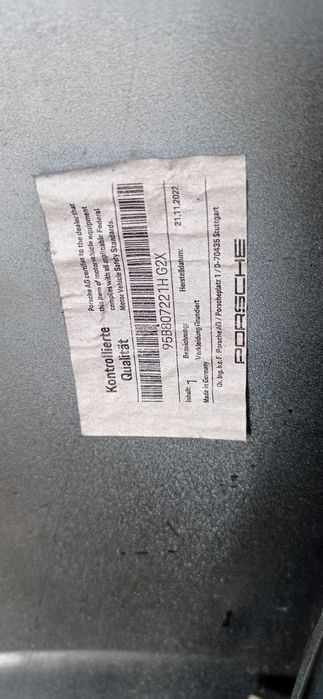 Kontrollierte
Qualität
Porsche AG certifies to the dealer that
this item of motor vehicle equipment
complies with all applicable Federal
Motor Vehicle Safety Standards.
95B807221H G2X
Inhalt: Bezeichnung: Herstelldatum:
1 Verkleidung Grundiert 21.11.2022
Made in Germany
Dr. Ing. h.c. F. Porsche AG / Porscheplatz 1 / D-70435 Stuttgart
PORSCHE